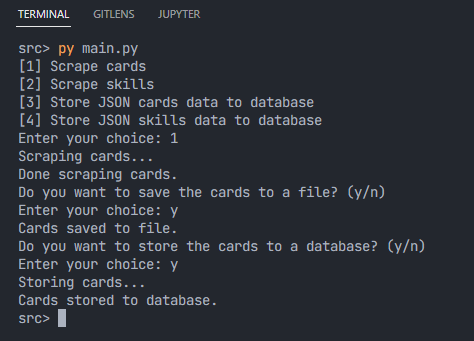 TERMINAL GITLENS JUPYTER
src> py main.py
[1] Scrape cards
[2] Scrape skills
[3] Store JSON cards data to database
[4] Store JSON skills data to database
Enter your choice: 1
Scraping cards...
Done scraping cards.
Do you want to save the cards to a file? (y/n)
Enter your choice: y
Cards saved to file.
Do you want to store the cards to a database? (y/n)
Enter your choice: y
Storing cards...
Cards stored to database.
src>